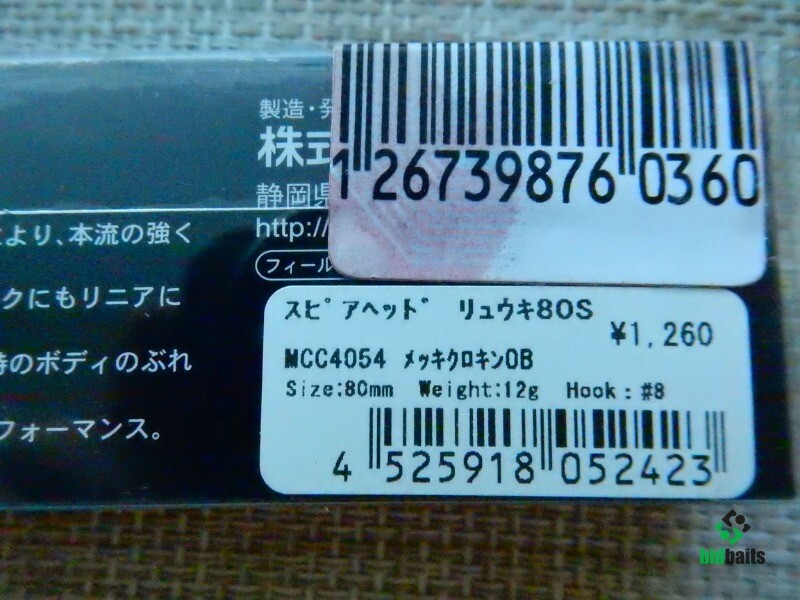 製造・発
株式
静岡県
http://
フィール
より、本流の強く
クにもリニアに
時のボディのぶれ
フォーマンス。
1 26739876 0360
スピアヘッド リュウキ80S
¥1,260
MCC4054 メッキクロキンOB
Size:80mm Weight:12g Hook:#8
4 525918 052423
bigbaits